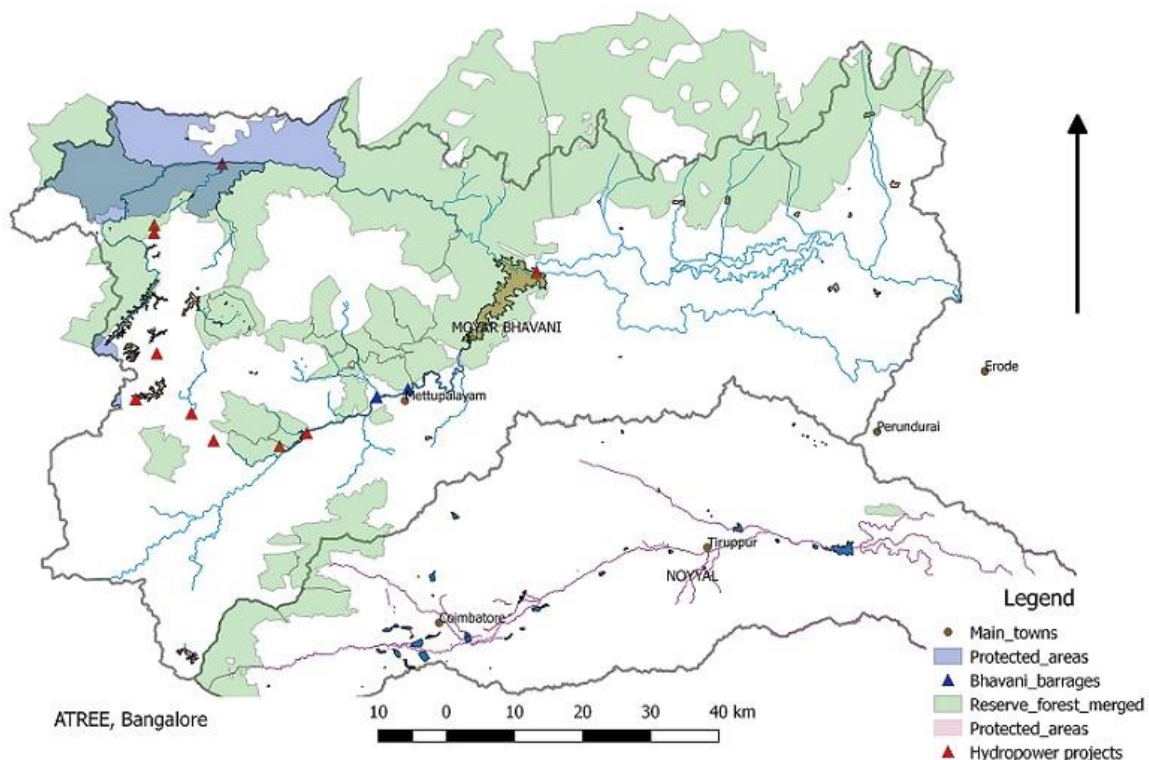 MOYAR BHAVANI
Erode
Mettupalayam
Perundurai
Tiruppur
NOYYAL
Coimbatore
Legend
Main_towns
Protected_areas
Bhavani_barrages
Reserve_forest_merged
Protected_areas
Hydropower projects
ATREE, Bangalore
10 0 10 20 30 40 km